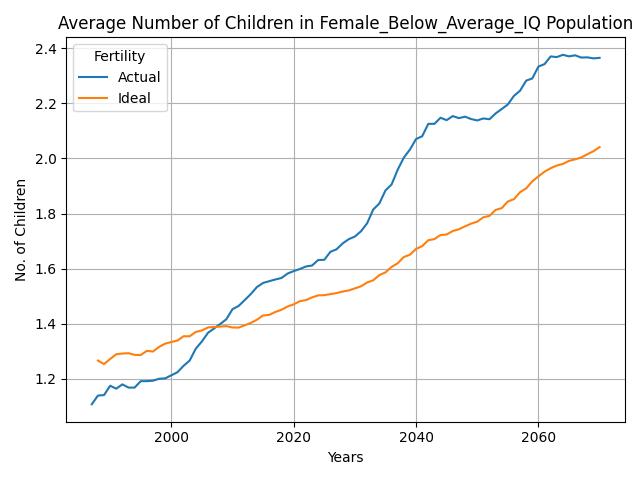 Average Number of Children in Female_Below_Average_IQ Population
Fertility
Actual
Ideal
No. of Children
2.4
2.2
2.0
1.8
1.6
1.4
1.2
2000
2020
2040
2060
Years